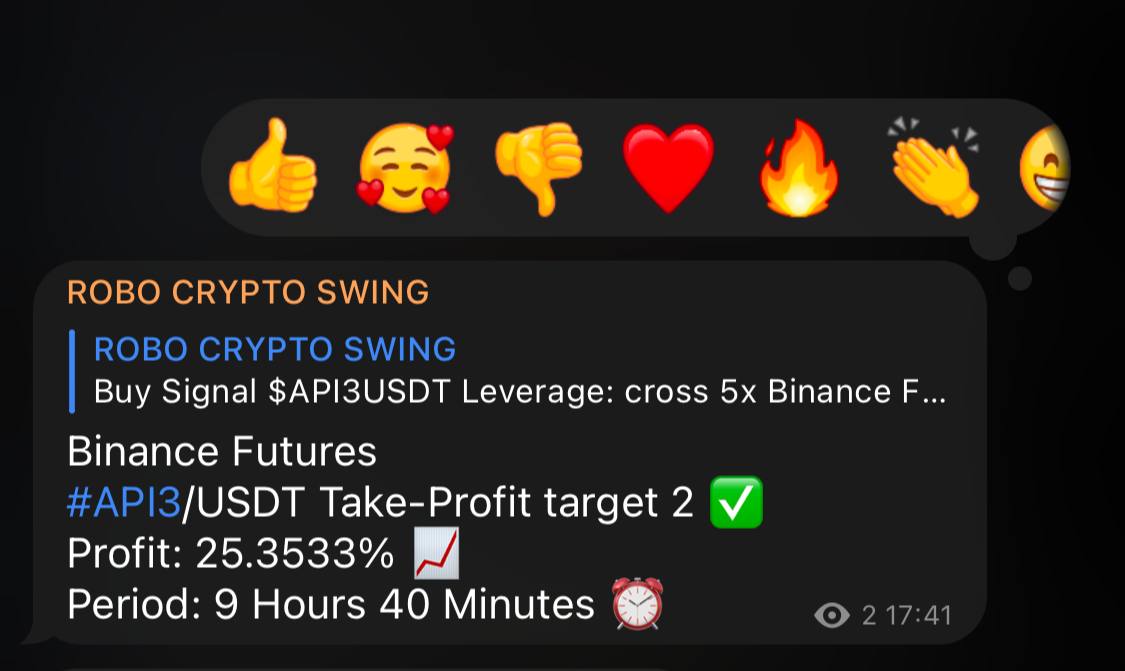 ROBO CRYPTO SWING
ROBO CRYPTO SWING
Buy Signal $API3USDT Leverage: cross 5x Binance F...
Binance Futures
#API3/USDT Take-Profit target 2 ✅
Profit: 25.3533% 📈
Period: 9 Hours 40 Minutes ⏰
2 17:41